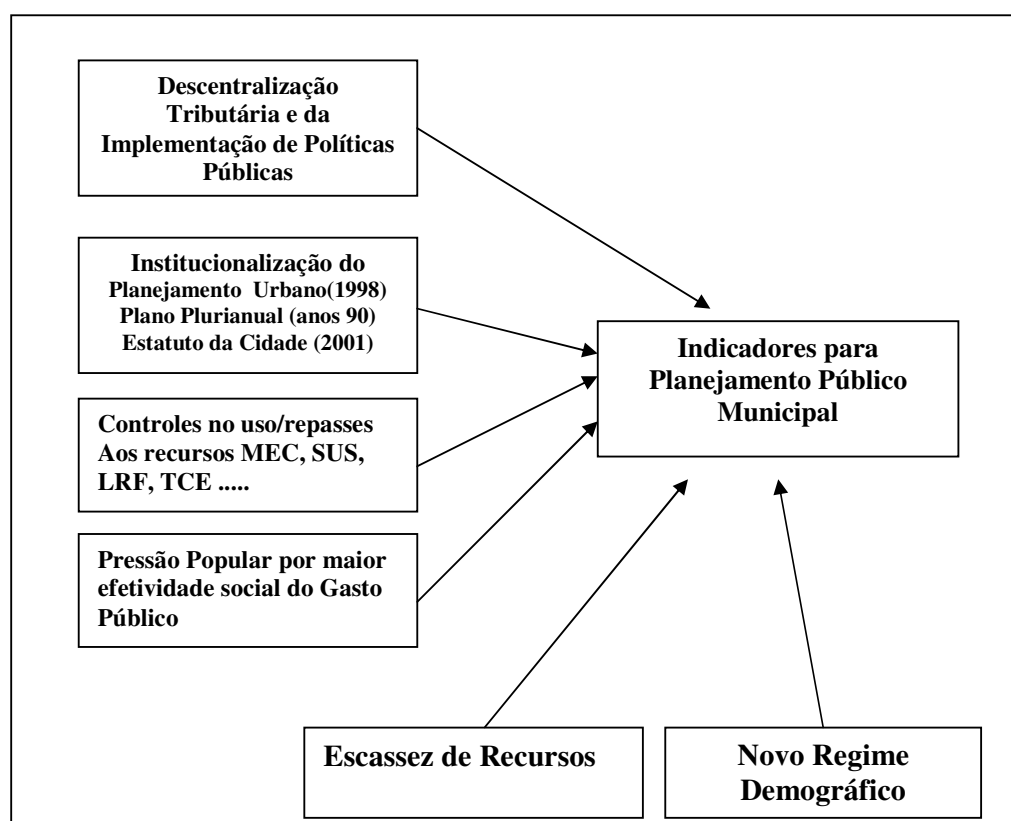 Descentralização
Tributária e da
Implementação de Políticas
Públicas
Institucionalização do
Planejamento Urbano(1998)
Plano Plurianual (anos 90)
Estatuto da Cidade (2001)
Controles no uso/repasses
Aos recursos MEC, SUS,
LRF, TCE .....
Pressão Popular por maior
efetividade social do Gasto
Público
Indicadores para
Planejamento Público
Municipal
Escassez de Recursos
Novo Regime
Demográfico